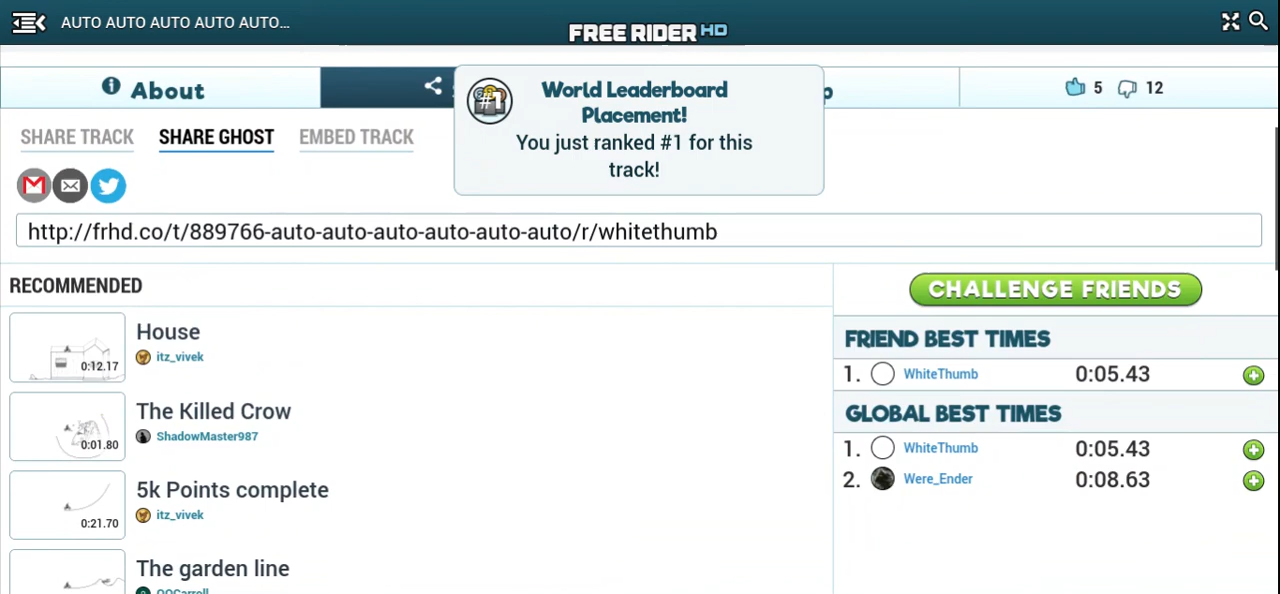 AUTO AUTO AUTO AUTO AUTO...
FREE RIDER HD
About
5
12
World Leaderboard
Placement!
You just ranked #1 for this
track!
#1
SHARE TRACK
SHARE GHOST
EMBED TRACK
http://frhd.co/t/889766-auto-auto-auto-auto-auto-auto/r/whitethumb
RECOMMENDED
House
itz_vivek
0:12.17
The Killed Crow
ShadowMaster987
0:01.80
5k Points complete
itz_vivek
0:21.70
The garden line
CHALLENGE FRIENDS
FRIEND BEST TIMES
1. WhiteThumb 0:05.43
GLOBAL BEST TIMES
1. WhiteThumb 0:05.43
2. Were_Ender 0:08.63